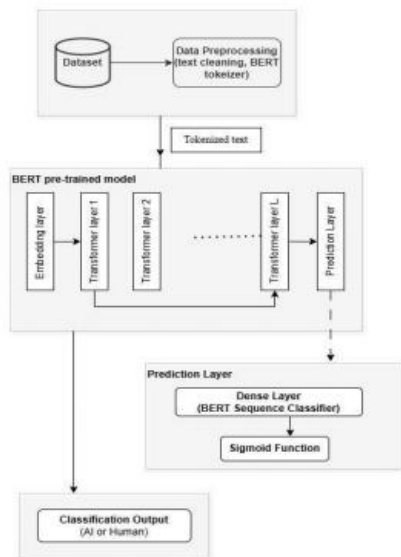 Dataset
Data Preprocessing
(text cleaning, BERT
tokeizer)
Tokenized text
BERT pre-trained model
Embedding layer
Transformer layer 1
Transformer layer 2
Transformer layer L
Prediction Layer
Prediction Layer
Dense Layer
(BERT Sequence Classifier)
Sigmoid Function
Classification Output
(AI or Human)